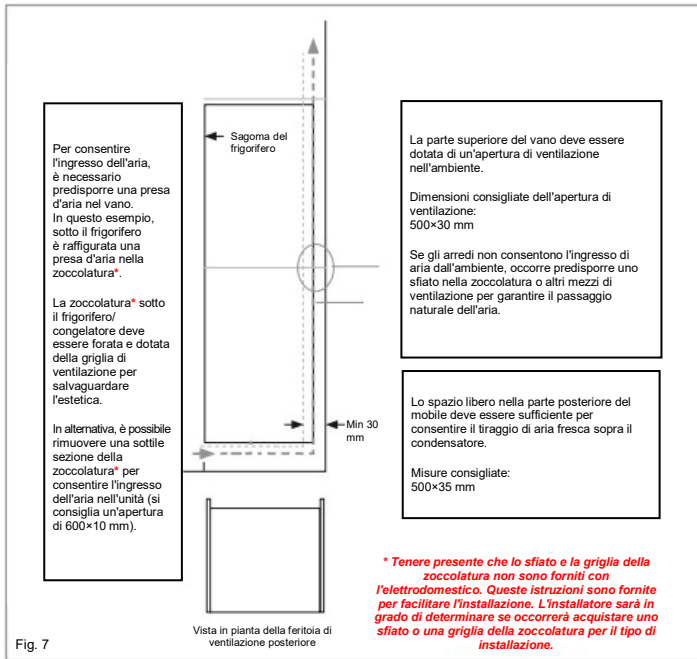 Per consentire
l'ingresso dell'aria,
è necessario
predisporre una presa
d'aria nel vano.
In questo esempio,
sotto il frigorifero
è raffigurata una
presa d'aria nella
zoccolatura*.
La zoccolatura* sotto
il frigorifero/
congelatore deve
essere forata e dotata
della griglia di
ventilazione per
salvaguardare
l'estetica.
In alternativa, è possibile
rimuovere una sottile
sezione della
zoccolatura* per
consentire l'ingresso
dell'aria nell'unità (si
consiglia un'apertura
di 600×10 mm).
Sagoma del
frigorifero
Min 30
mm
La parte superiore del vano deve essere
dotata di un'apertura di ventilazione
nell'ambiente.
Dimensioni consigliate dell'apertura di
ventilazione:
500×30 mm
Se gli arredi non consentono l'ingresso di
aria dall'ambiente, occorre predisporre uno
sfiato nella zoccolatura o altri mezzi di
ventilazione per garantire il passaggio
naturale dell'aria.
Lo spazio libero nella parte posteriore del
mobile deve essere sufficiente per
consentire il tiraggio di aria fresca sopra il
condensatore.
Misure consigliate:
500×35 mm
* Tenere presente che lo sfiato e la griglia della
zoccolatura non sono forniti con
l'elettrodomestico. Queste istruzioni sono fornite
per facilitare l'installazione. L'installatore sarà in
grado di determinare se occorrerà acquistare uno
sfiato o una griglia della zoccolatura per il tipo di
installazione.
Vista in pianta della feritoia di
ventilazione posteriore
Fig. 7